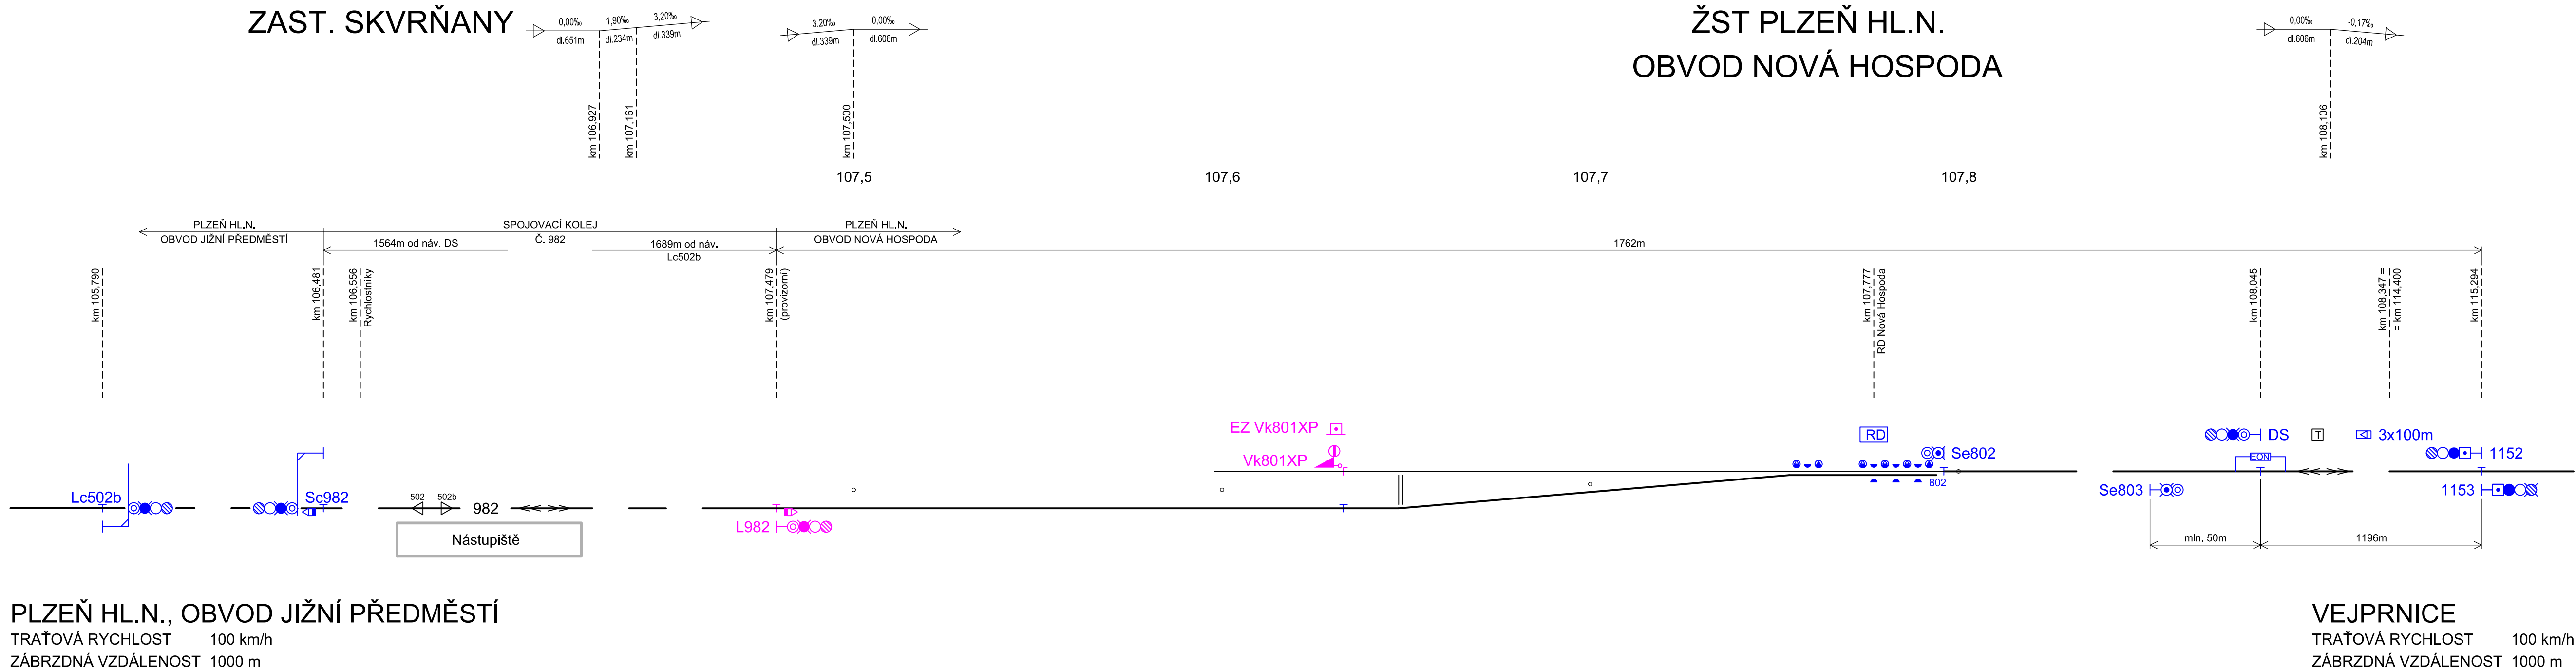 ZAST. SKVRŇANY
0,00‰
1,90‰
3,20‰
dl.651m
dl.234m
dl.339m
3,20‰
0,00‰
dl.339m
dl.606m
ŽST PLZEŇ HL.N.
OBVOD NOVÁ HOSPODA
0,00‰
-0,17‰
dl.606m
dl.204m
km 106,927
km 107,161
km 107,500
km 108,106
107,5
107,6
107,7
107,8
PLZEŇ HL.N.
OBVOD JIŽNÍ PŘEDMĚSTÍ
SPOJOVACÍ KOLEJ
Č. 982
PLZEŇ HL.N.
OBVOD NOVÁ HOSPODA
1564m od náv. DS
1689m od náv.
Lc502b
1762m
km 105,790
km 106,481
km 106,556
Rychlostníky
km 107,479
(provizorní)
km 107,777
RD Nová Hospoda
km 108,045
km 108,347 =
= km 114,400
km 115,294
EZ Vk801XP
Vk801XP
RD
Se802
802
DS
T
3x100m
EON
1152
Lc502b
Sc982
502
502b
982
Nástupiště
L982
Se803
1153
min. 50m
1196m
PLZEŇ HL.N., OBVOD JIŽNÍ PŘEDMĚSTÍ
TRAŤOVÁ RYCHLOST 100 km/h
ZÁBRZDNÁ VZDÁLENOST 1000 m
VEJPRNICE
TRAŤOVÁ RYCHLOST 100 km/h
ZÁBRZDNÁ VZDÁLENOST 1000 m